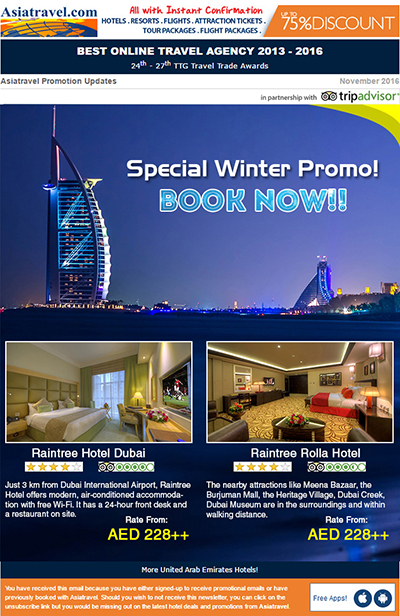 Asiatravel.com
All with Instant Confirmation
HOTELS . RESORTS . FLIGHTS . ATTRACTION TICKETS .
TOUR PACKAGES . FLIGHT PACKAGES .
UP TO 75% DISCOUNT
BEST ONLINE TRAVEL AGENCY 2013 - 2016
24th - 27th TTG Travel Trade Awards
Asiatravel Promotion Updates
November 2016
in partnership with tripadvisor
Special Winter Promo!
BOOK NOW!!
Raintree Hotel Dubai
Just 3 km from Dubai International Airport, Raintree
Hotel offers modern, air-conditioned accommoda-
tion with free Wi-Fi. It has a 24-hour front desk and
a restaurant on site.
Rate From:
AED 228++
Raintree Rolla Hotel
The nearby attractions like Meena Bazaar, the
Burjuman Mall, the Heritage Village, Dubai Creek,
Dubai Museum are in the surroundings and within
walking distance.
Rate From:
AED 228++
More United Arab Emirates Hotels!
You have received this email because you have either signed-up to receive promotional emails or have
previously booked with Asiatravel. Should you wish to not receive this newsletter, you can click on the
unsubscribe link but you would be missing out on the latest hotel deals and promotions from Asiatravel.
Free Apps!